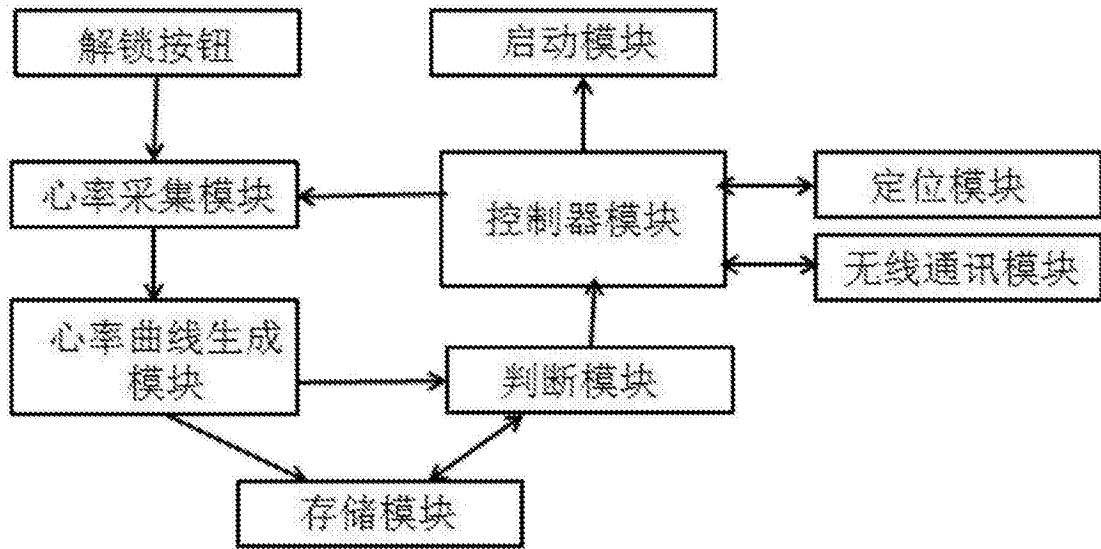 解锁按钮
启动模块
心率采集模块
控制器模块
定位模块
无线通讯模块
心率曲线生成
模块
判断模块
存储模块